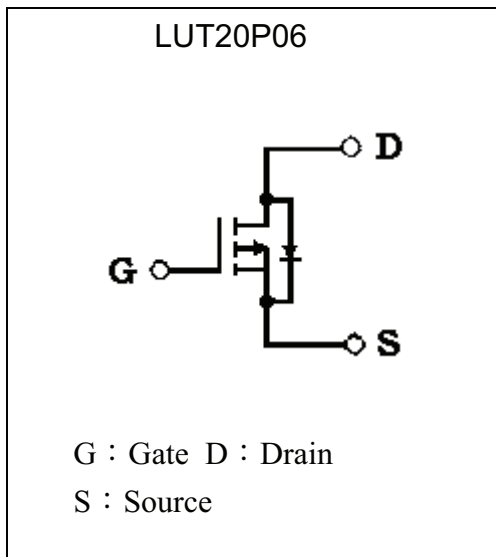 LUT20P06
D
G
S
G：Gate D：Drain
S：Source